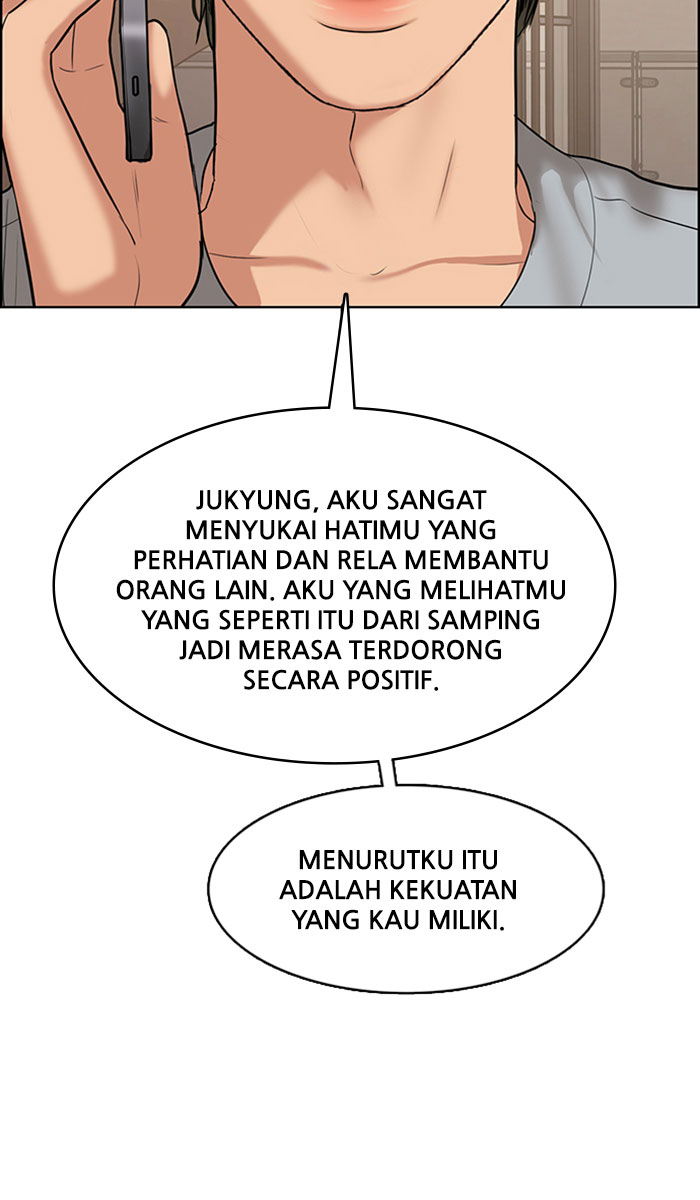 JUKYUNG, AKU SANGAT
MENYUKAI HATIMU YANG
PERHATIAN DAN RELA MEMBANTU
ORANG LAIN. AKU YANG MELIHATMU
YANG SEPERTI ITU DARI SAMPING
JADI MERASA TERDORONG
SECARA POSITIF.
MENURUTKU ITU
ADALAH KEKUATAN
YANG KAU MILIKI.